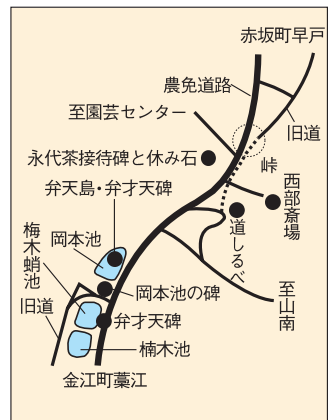 赤坂町早戸
農免道路
至園芸センター
旧道
永代茶接待碑と休み石
峠
弁天島・弁才天碑
西部斎場
道しるべ
梅木蛸池
岡本池
岡本池の碑
至山南
旧道
弁才天碑
楠木池
金江町藁江